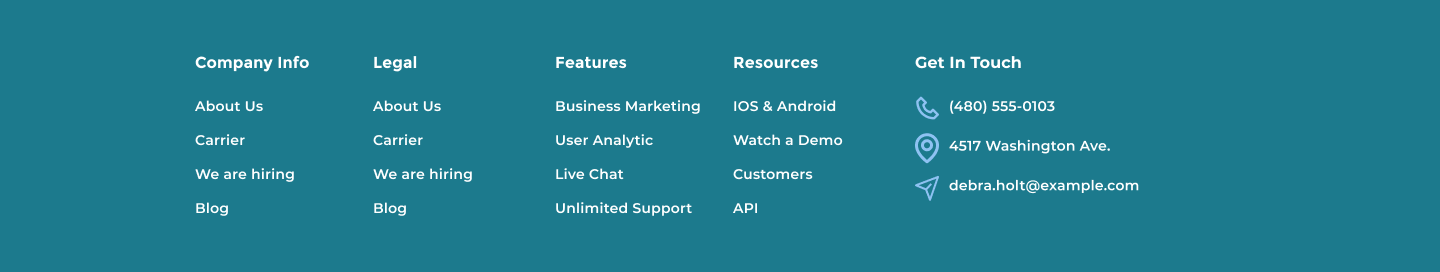 Company Info
About Us
Carrier
We are hiring
Blog
Legal
About Us
Carrier
We are hiring
Blog
Features
Business Marketing
User Analytic
Live Chat
Unlimited Support
Resources
IOS & Android
Watch a Demo
Customers
API
Get In Touch
(480) 555-0103
4517 Washington Ave.
debra.holt@example.com